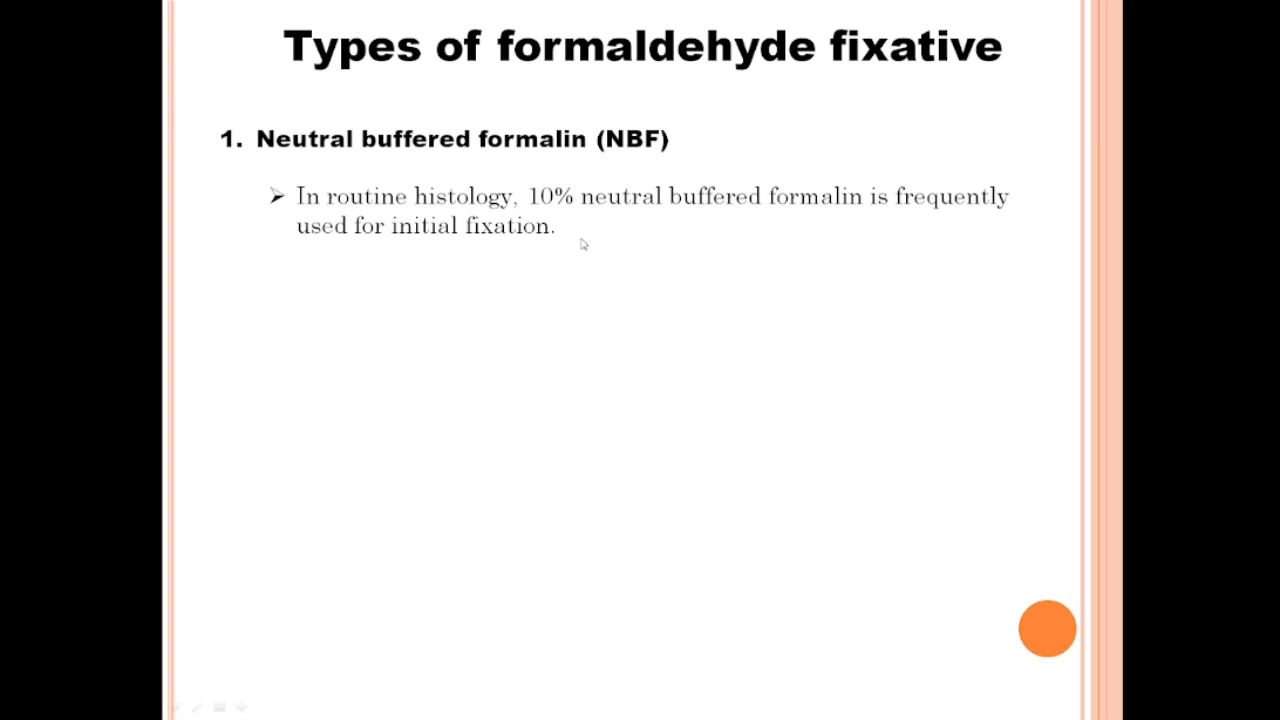 Types of formaldehyde fixative
1. Neutral buffered formalin (NBF)
➢ In routine histology, 10% neutral buffered formalin is frequently
used for initial fixation.